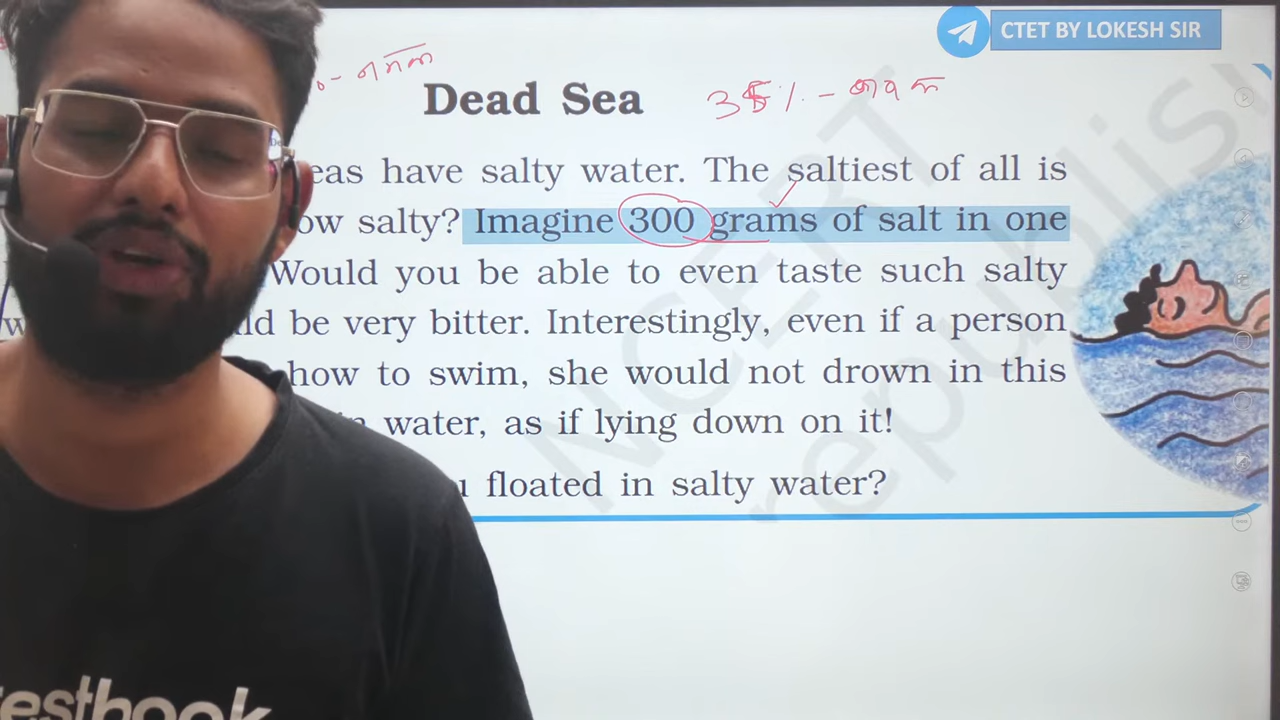 CTET BY LOKESH SIR
Dead Sea
35% -
eas have salty water. The saltiest of all is
ow salty? Imagine 300 grams of salt in one
Would you be able to even taste such salty
w ld be very bitter. Interestingly, even if a person
how to swim, she would not drown in this
n water, as if lying down on it!
u floated in salty water?
NCERT
republis
estbook